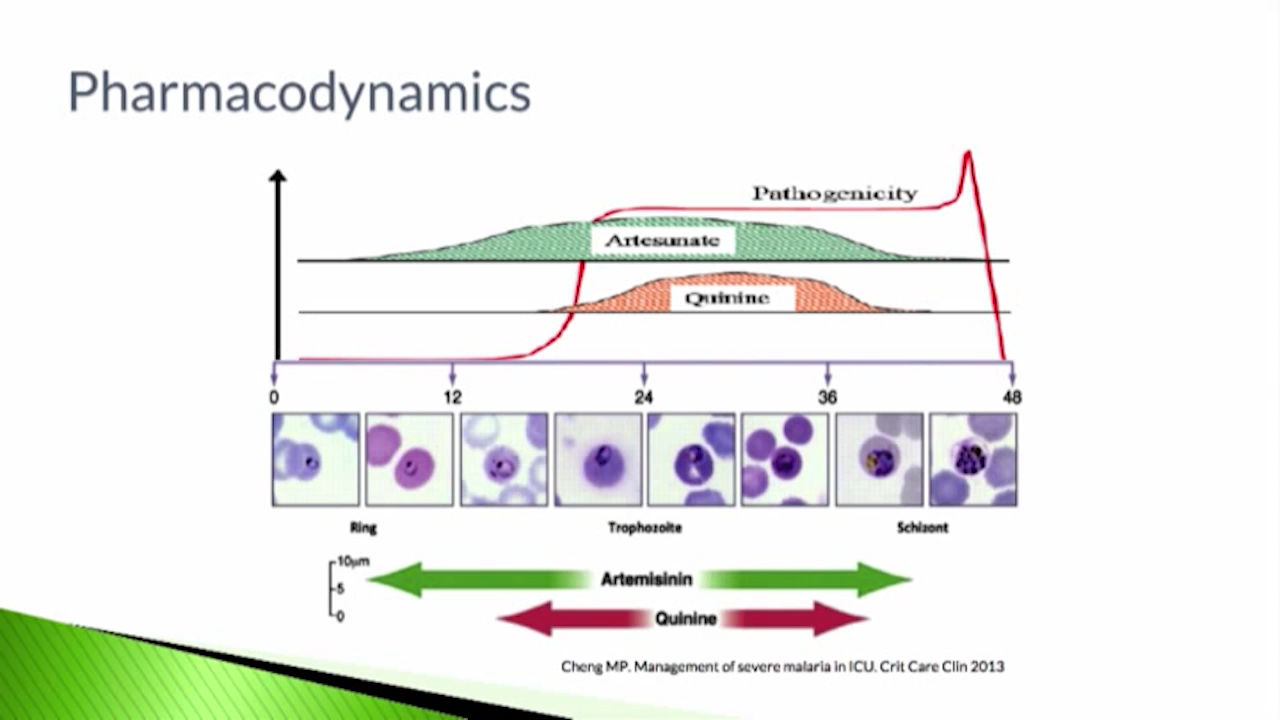 Pharmacodynamics
Pathogenicity
Artesunate
Quinine
0 12 24 36 48
Ring Trophozoite Schizont
10µm
5
0
Artemisinin
Quinine
Cheng MP. Management of severe malaria in ICU. Crit Care Clin 2013